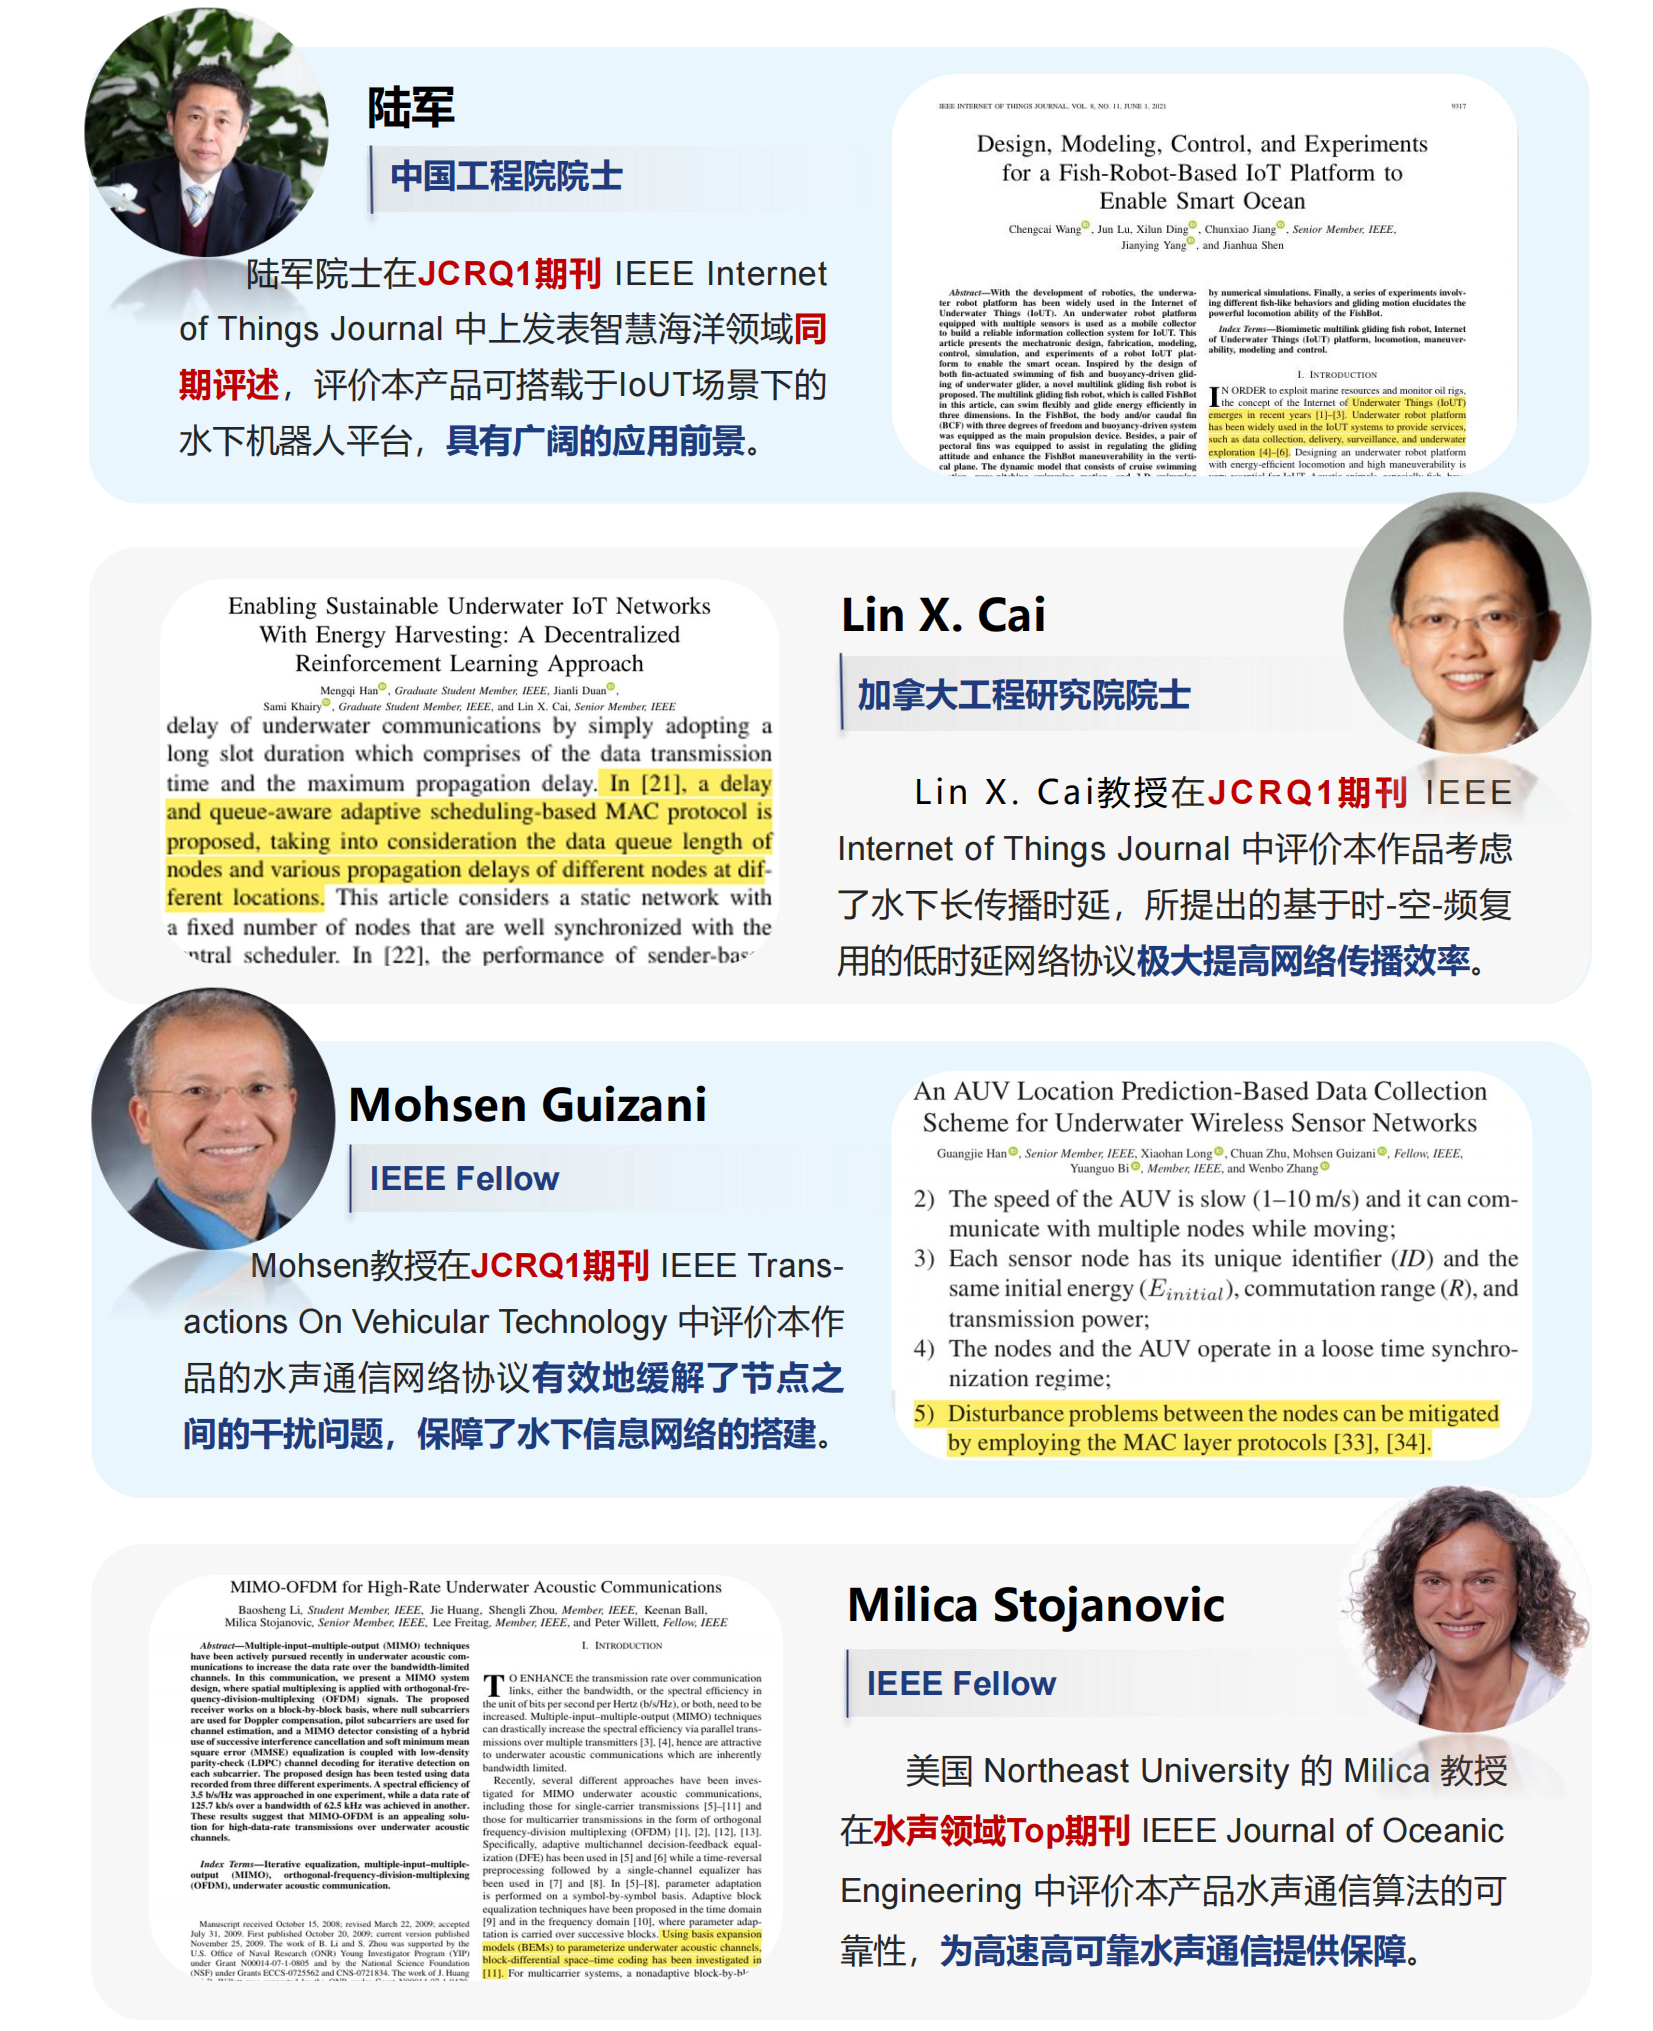 陆军
中国工程院院士
陆军院士在JCRQ1期刊 IEEE Internet
of Things Journal 中上发表智慧海洋领域同
期评述，评价本产品可搭载于IoUT场景下的
水下机器人平台，具有广阔的应用前景。
IEEE INTERNET OF THINGS JOURNAL, VOL. 8, NO. 11, JUNE 1, 2021
9317
Design, Modeling, Control, and Experiments
for a Fish-Robot-Based IoT Platform to
Enable Smart Ocean
Chengcai Wang, Jun Lu, Xilun Ding, Chunxiao Jiang, Senior Member, IEEE,
Jianying Yang, and Jianhua Shen
Abstract—With the development of robotics, the underwa-
ter robot platform has been widely used in the Internet of
Underwater Things (IoUT). An underwater robot platform
equipped with multiple sensors is used as a mobile collector
to build a reliable information collection system for IoUT. This
article presents the mechatronic design, fabrication, modeling,
control, simulation, and experiments of a robot IoUT plat-
form to enable the smart ocean. Inspired by the design of
both fin-actuated swimming of fish and buoyancy-driven glid-
ing of underwater glider, a novel multilink gliding fish robot is
proposed. The multilink gliding fish robot, which is called FishBot
in this article, can swim flexibly and glide energy efficiently in
three dimensions. In the FishBot, the body and/or caudal fin
(BCF) with three degrees of freedom and buoyancy-driven system
was equipped as the main propulsion device. Besides, a pair of
pectoral fins was equipped to assist in regulating the gliding
attitude and enhance the FishBot maneuverability in the verti-
cal plane. The dynamic model that consists of cruise swimming
by numerical simulations. Finally, a series of experiments involv-
ing different fish-like behaviors and gliding motion elucidates the
powerful locomotion ability of the FishBot.
Index Terms—Biomimetic multilink gliding fish robot, Internet
of Underwater Things (IoUT) platform, locomotion, maneuver-
ability, modeling and control.
I. INTRODUCTION
IN ORDER to exploit marine resources and monitor oil rigs,
the concept of the Internet of Underwater Things (IoUT)
emerges in recent years [1]–[3]. Underwater robot platform
has been widely used in the IoUT systems to provide services,
such as data collection, delivery, surveillance, and underwater
exploration [4]–[6]. Designing an underwater robot platform
with energy-efficient locomotion and high maneuverability is
Enabling Sustainable Underwater IoT Networks
With Energy Harvesting: A Decentralized
Reinforcement Learning Approach
Mengqi Han, Graduate Student Member, IEEE, Jianli Duan,
Sami Khairy, Graduate Student Member, IEEE, and Lin X. Cai, Senior Member, IEEE
delay of underwater communications by simply adopting a
long slot duration which comprises of the data transmission
time and the maximum propagation delay. In [21], a delay
and queue-aware adaptive scheduling-based MAC protocol is
proposed, taking into consideration the data queue length of
nodes and various propagation delays of different nodes at dif-
ferent locations. This article considers a static network with
a fixed number of nodes that are well synchronized with the
ntral scheduler. In [22], the performance of sender-bas
Lin X. Cai
加拿大工程研究院院士
Lin X. Cai教授在JCRQ1期刊 IEEE
Internet of Things Journal 中评价本作品考虑
了水下长传播时延，所提出的基于时-空-频复
用的低时延网络协议极大提高网络传播效率。
Mohsen Guizani
IEEE Fellow
Mohsen教授在JCRQ1期刊 IEEE Trans-
actions On Vehicular Technology 中评价本作
品的水声通信网络协议有效地缓解了节点之
间的干扰问题，保障了水下信息网络的搭建。
An AUV Location Prediction-Based Data Collection
Scheme for Underwater Wireless Sensor Networks
Guangjie Han, Senior Member, IEEE, Xiaohan Long, Chuan Zhu, Mohsen Guizani, Fellow, IEEE,
Yuanguo Bi, Member, IEEE, and Wenbo Zhang
2) The speed of the AUV is slow (1–10 m/s) and it can com-
municate with multiple nodes while moving;
3) Each sensor node has its unique identifier (ID) and the
same initial energy (E_initial), commutation range (R), and
transmission power;
4) The nodes and the AUV operate in a loose time synchro-
nization regime;
5) Disturbance problems between the nodes can be mitigated
by employing the MAC layer protocols [33], [34].
MIMO-OFDM for High-Rate Underwater Acoustic Communications
Baosheng Li, Student Member, IEEE, Jie Huang, Shengli Zhou, Member, IEEE, Keenan Ball,
Milica Stojanovic, Senior Member, IEEE, Lee Freitag, Member, IEEE, and Peter Willett, Fellow, IEEE
Abstract—Multiple-input–multiple-output (MIMO) techniques
have been actively pursued recently in underwater acoustic com-
munications to increase the data rate over the bandwidth-limited
channels. In this communication, we present a MIMO system
design, where spatial multiplexing is applied with orthogonal-fre-
quency-division-multiplexing (OFDM) signals. The proposed
receiver works on a block-by-block basis, where null subcarriers
are used for Doppler compensation, pilot subcarriers are used for
channel estimation, and a MIMO detector consisting of a hybrid
use of successive interference cancellation and soft minimum mean
square error (MMSE) equalization is coupled with low-density
parity-check (LDPC) channel decoding for iterative detection on
each subcarrier. The proposed design has been tested using data
recorded from three different experiments. A spectral efficiency of
3.5 b/s/Hz was approached in one experiment, while a data rate of
125.7 kb/s over a bandwidth of 62.5 kHz was achieved in another.
These results suggest that MIMO-OFDM is an appealing solu-
tion for high-data-rate transmissions over underwater acoustic
channels.
Index Terms—Iterative equalization, multiple-input–multiple-
output (MIMO), orthogonal-frequency-division-multiplexing
(OFDM), underwater acoustic communication.
Manuscript received October 15, 2008; revised March 22, 2009; accepted
July 31, 2009. First published October 20, 2009; current version published
November 25, 2009. The work of B. Li and S. Zhou was supported by the
U.S. Office of Naval Research (ONR) Young Investigator Program (YIP)
under Grant N00014-07-1-0805 and by the National Science Foundation
(NSF) under Grants ECCS-0725562 and CNS-0721834. The work of J. Huang
I. INTRODUCTION
TO ENHANCE the transmission rate over communication
links, either the bandwidth, or the spectral efficiency in
the unit of bits per second per Hertz (b/s/Hz), or both, need to be
increased. Multiple-input–multiple-output (MIMO) techniques
can drastically increase the spectral efficiency via parallel trans-
missions over multiple transmitters [3], [4], hence are attractive
to underwater acoustic communications which are inherently
bandwidth limited.
Recently, several different approaches have been inves-
tigated for MIMO underwater acoustic communications,
including those for single-carrier transmissions [5]–[11] and
those for multicarrier transmissions in the form of orthogonal
frequency-division multiplexing (OFDM) [1], [2], [12], [13].
Specifically, adaptive multichannel decision-feedback equal-
ization (DFE) has been used in [5] and [6] while a time-reversal
preprocessing followed by a single-channel equalizer has
been used in [7] and [8]. In [5]–[8], parameter adaptation
is performed on a symbol-by-symbol basis. Adaptive block
equalization techniques have been proposed in the time domain
[9] and in the frequency domain [10], where parameter adap-
tation is carried over successive blocks. Using basis expansion
models (BEMs) to parameterize underwater acoustic channels,
block-differential space–time coding has been investigated in
[11]. For multicarrier systems, a nonadaptive block-by-bl
Milica Stojanovic
IEEE Fellow
美国 Northeast University 的 Milica 教授
在水声领域Top期刊 IEEE Journal of Oceanic
Engineering 中评价本产品水声通信算法的可
靠性，为高速高可靠水声通信提供保障。